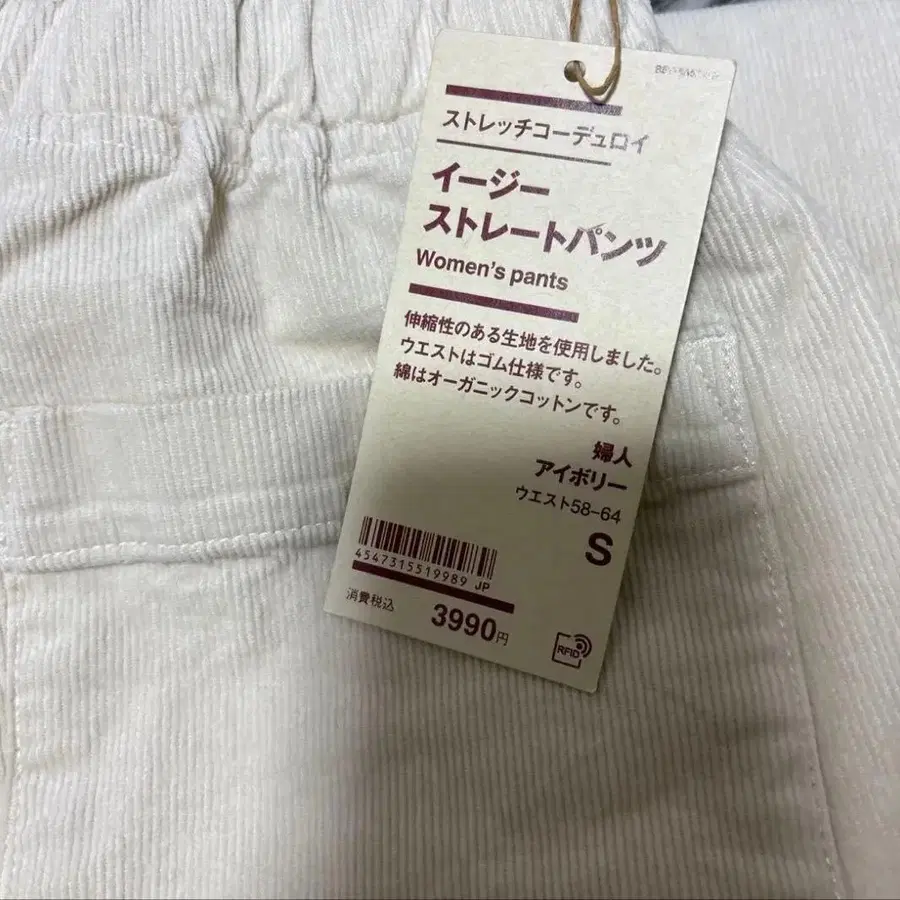 ストレッチコーデュロイ
イージー
ストレートパンツ
Women's pants
伸縮性のある生地を使用しました。
ウエストはゴム仕様です。
綿はオーガニックコットンです。
婦人
アイボリー
ウエスト58-64
S
4547315519989 JP
消費税込 3990円
RFID